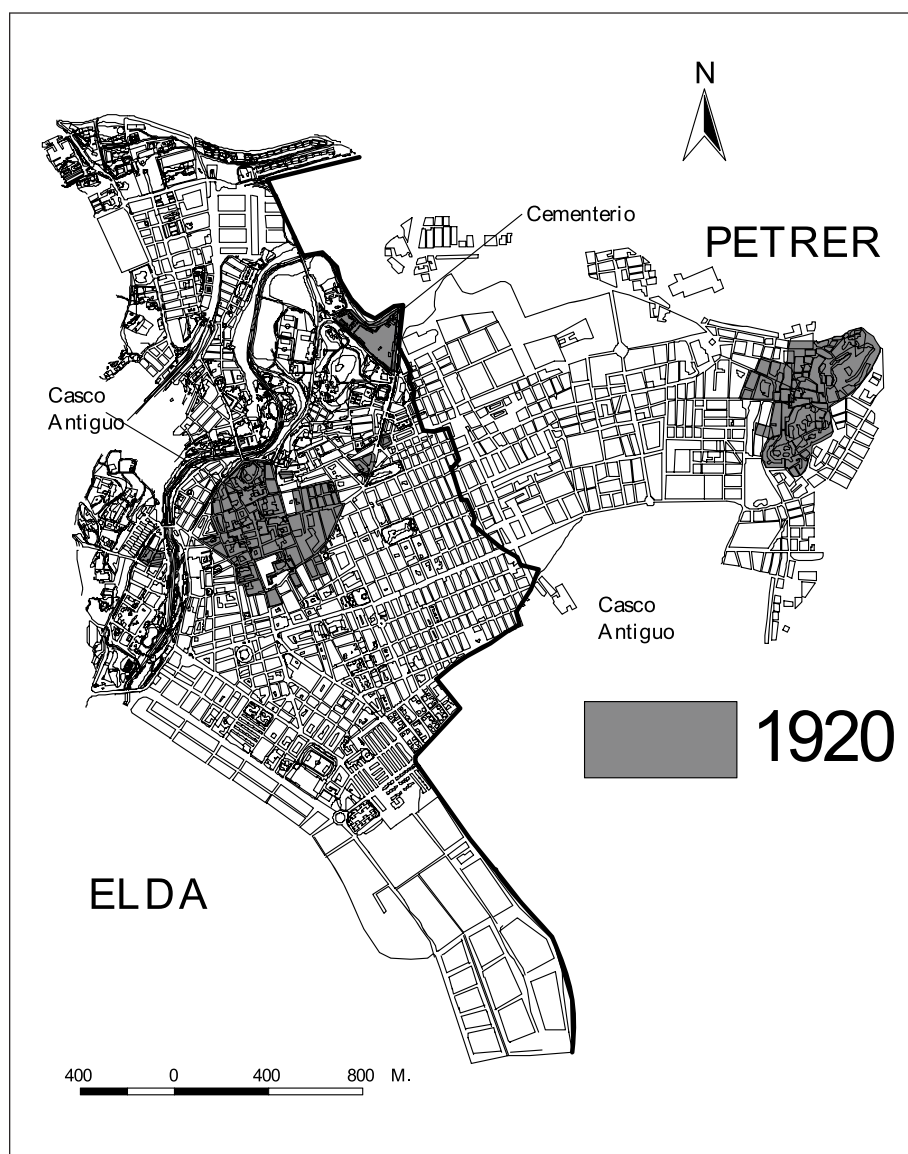 N
Cementerio
PETRER
Casco
Antiguo
Casco
Antiguo
1920
ELDA
400 0 400 800 M.